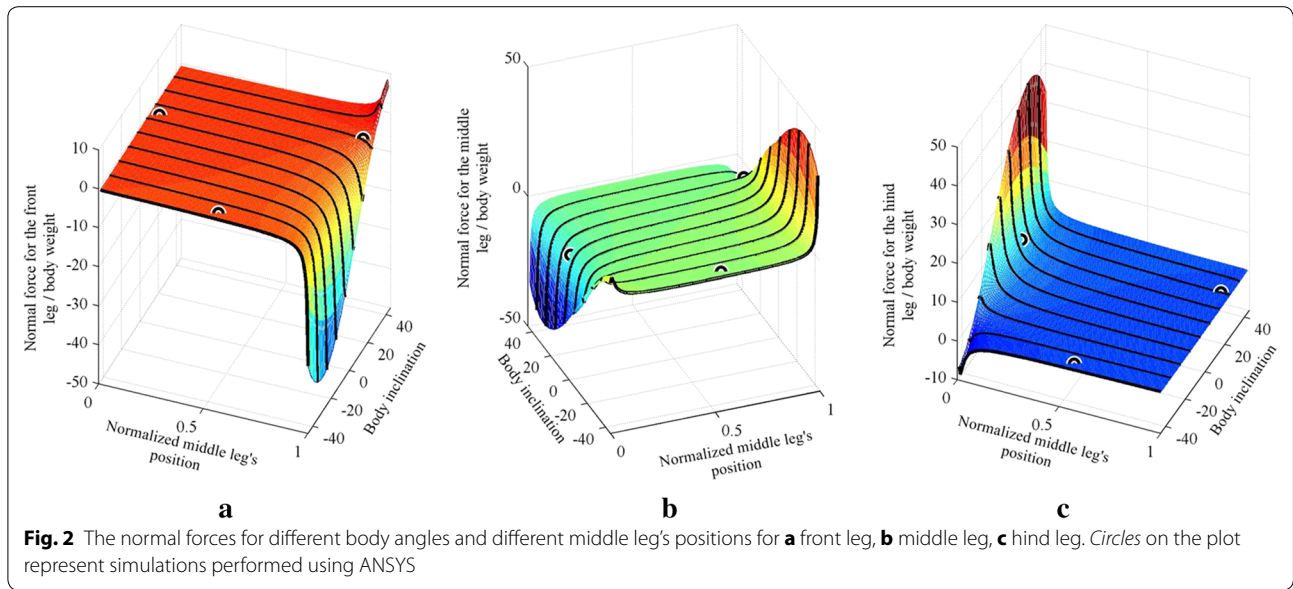 Normal force for the front
leg / body weight
10
0
-10
-20
-30
-40
-50
0
0.5
1
Normalized middle leg's
position
-40
-20
0
20
40
Body inclination
a
Normal force for the middle
leg / body weight
50
0
-50
40
20
0
-20
-40
Body inclination
0
0.5
1
Normalized middle leg's
position
b
Normal force for the hind
leg / body weight
50
40
30
20
10
0
-10
0
0.5
1
Normalized middle leg's
position
-40
-20
0
20
40
Body inclination
c
Fig. 2 The normal forces for different body angles and different middle leg's positions for a front leg, b middle leg, c hind leg. Circles on the plot
represent simulations performed using ANSYS